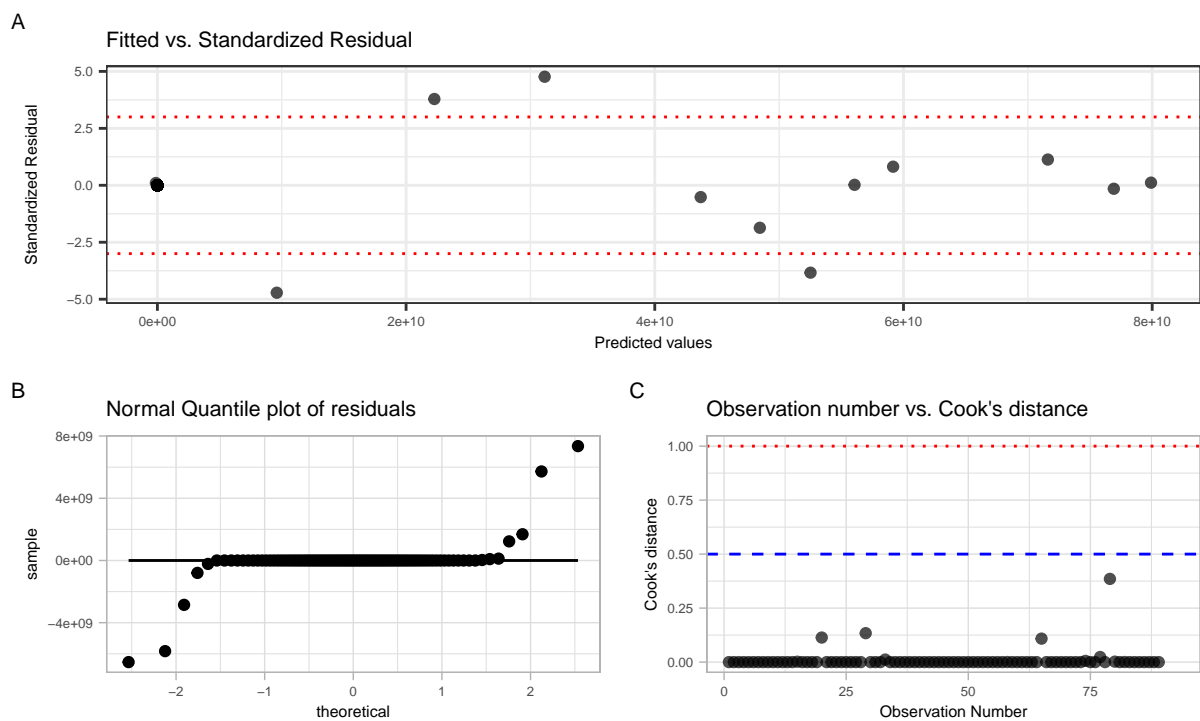 A
Fitted vs. Standardized Residual
5.0
2.5
0.0
−2.5
−5.0
Standardized Residual
0e+00 2e+10 4e+10 6e+10 8e+10
Predicted values
B
Normal Quantile plot of residuals
8e+09
4e+09
0e+00
−4e+09
sample
−2 −1 0 1 2
theoretical
C
Observation number vs. Cook's distance
1.00
0.75
0.50
0.25
0.00
Cook's distance
0 25 50 75
Observation Number